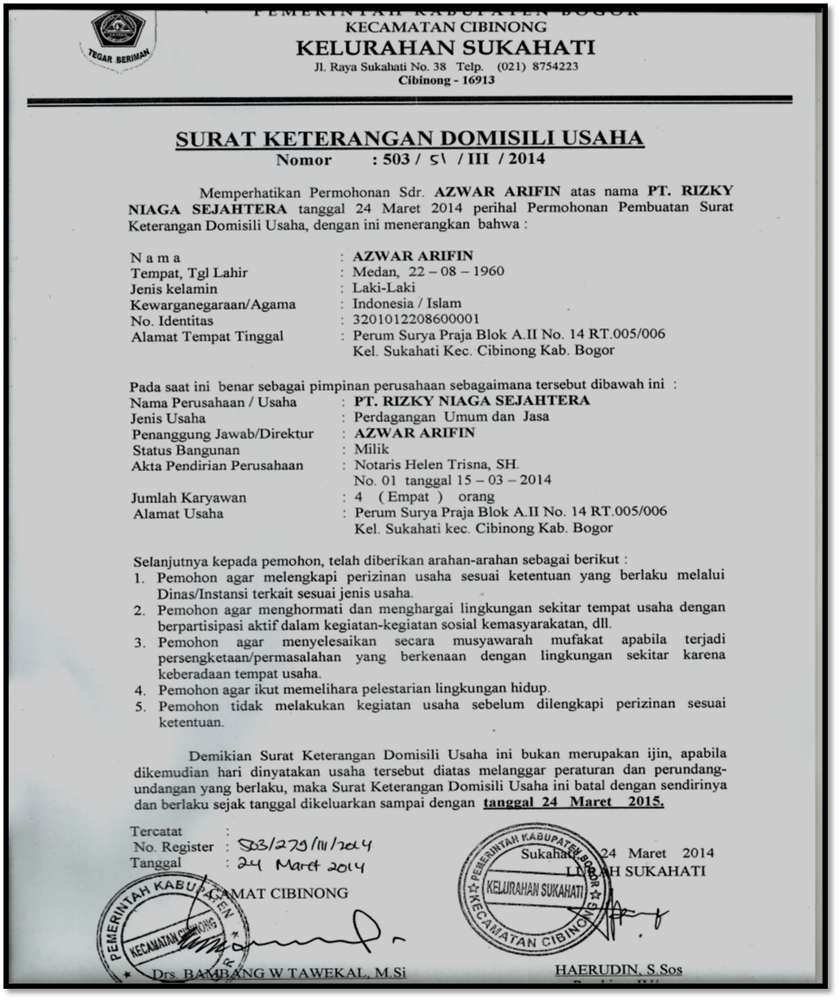 PEMERINTAH KABUPATEN BOGOR
KECAMATAN CIBINONG
KELURAHAN SUKAHATI
Jl. Raya Sukahati No. 38 Telp. (021) 8754223
Cibinong - 16913
TEGAR BERIMAN
SURAT KETERANGAN DOMISILI USAHA
Nomor : 503 / 51 / III / 2014
Memperhatikan Permohonan Sdr. AZWAR ARIFIN atas nama PT. RIZKY
NIAGA SEJAHTERA tanggal 24 Maret 2014 perihal Permohonan Pembuatan Surat
Keterangan Domisili Usaha, dengan ini menerangkan bahwa :
N a m a : AZWAR ARIFIN
Tempat, Tgl Lahir : Medan, 22 – 08 – 1960
Jenis kelamin : Laki-Laki
Kewarganegaraan/Agama : Indonesia / Islam
No. Identitas : 3201012208600001
Alamat Tempat Tinggal : Perum Surya Praja Blok A.II No. 14 RT.005/006
Kel. Sukahati Kec. Cibinong Kab. Bogor
Pada saat ini benar sebagai pimpinan perusahaan sebagaimana tersebut dibawah ini :
Nama Perusahaan / Usaha : PT. RIZKY NIAGA SEJAHTERA
Jenis Usaha : Perdagangan Umum dan Jasa
Penanggung Jawab/Direktur : AZWAR ARIFIN
Status Bangunan : Milik
Akta Pendirian Perusahaan : Notaris Helen Trisna, SH.
No. 01 tanggal 15 – 03 – 2014
Jumlah Karyawan : 4 ( Empat ) orang
Alamat Usaha : Perum Surya Praja Blok A.II No. 14 RT.005/006
Kel. Sukahati kec. Cibinong Kab. Bogor
Selanjutnya kepada pemohon, telah diberikan arahan-arahan sebagai berikut :
1. Pemohon agar melengkapi perizinan usaha sesuai ketentuan yang berlaku melalui
Dinas/Instansi terkait sesuai jenis usaha.
2. Pemohon agar menghormati dan menghargai lingkungan sekitar tempat usaha dengan
berpartisipasi aktif dalam kegiatan-kegiatan sosial kemasyarakatan, dll.
3. Pemohon agar menyelesaikan secara musyawarah mufakat apabila terjadi
persengketaan/permasalahan yang berkenaan dengan lingkungan sekitar karena
keberadaan tempat usaha.
4. Pemohon agar ikut memelihara pelestarian lingkungan hidup.
5. Pemohon tidak melakukan kegiatan usaha sebelum dilengkapi perizinan sesuai
ketentuan.
Demikian Surat Keterangan Domisili Usaha ini bukan merupakan ijin, apabila
dikemudian hari dinyatakan usaha tersebut diatas melanggar peraturan dan perundang-
undangan yang berlaku, maka Surat Keterangan Domisili Usaha ini batal dengan sendirinya
dan berlaku sejak tanggal dikeluarkan sampai dengan tanggal 24 Maret 2015.
Tercatat :
No. Register : 503/279/III/2014
Tanggal : 24 Maret 2014
CAMAT CIBINONG
PEMERINTAH KABUPATEN
KECAMATAN CIBINONG
Drs. BAMBANG W TAWEKAL, M.Si
24 Maret 2014
LURAH SUKAHATI
PEMERINTAH KABUPATEN BOGOR
KELURAHAN SUKAHATI
KECAMATAN CIBINONG
HAERUDIN, S.Sos